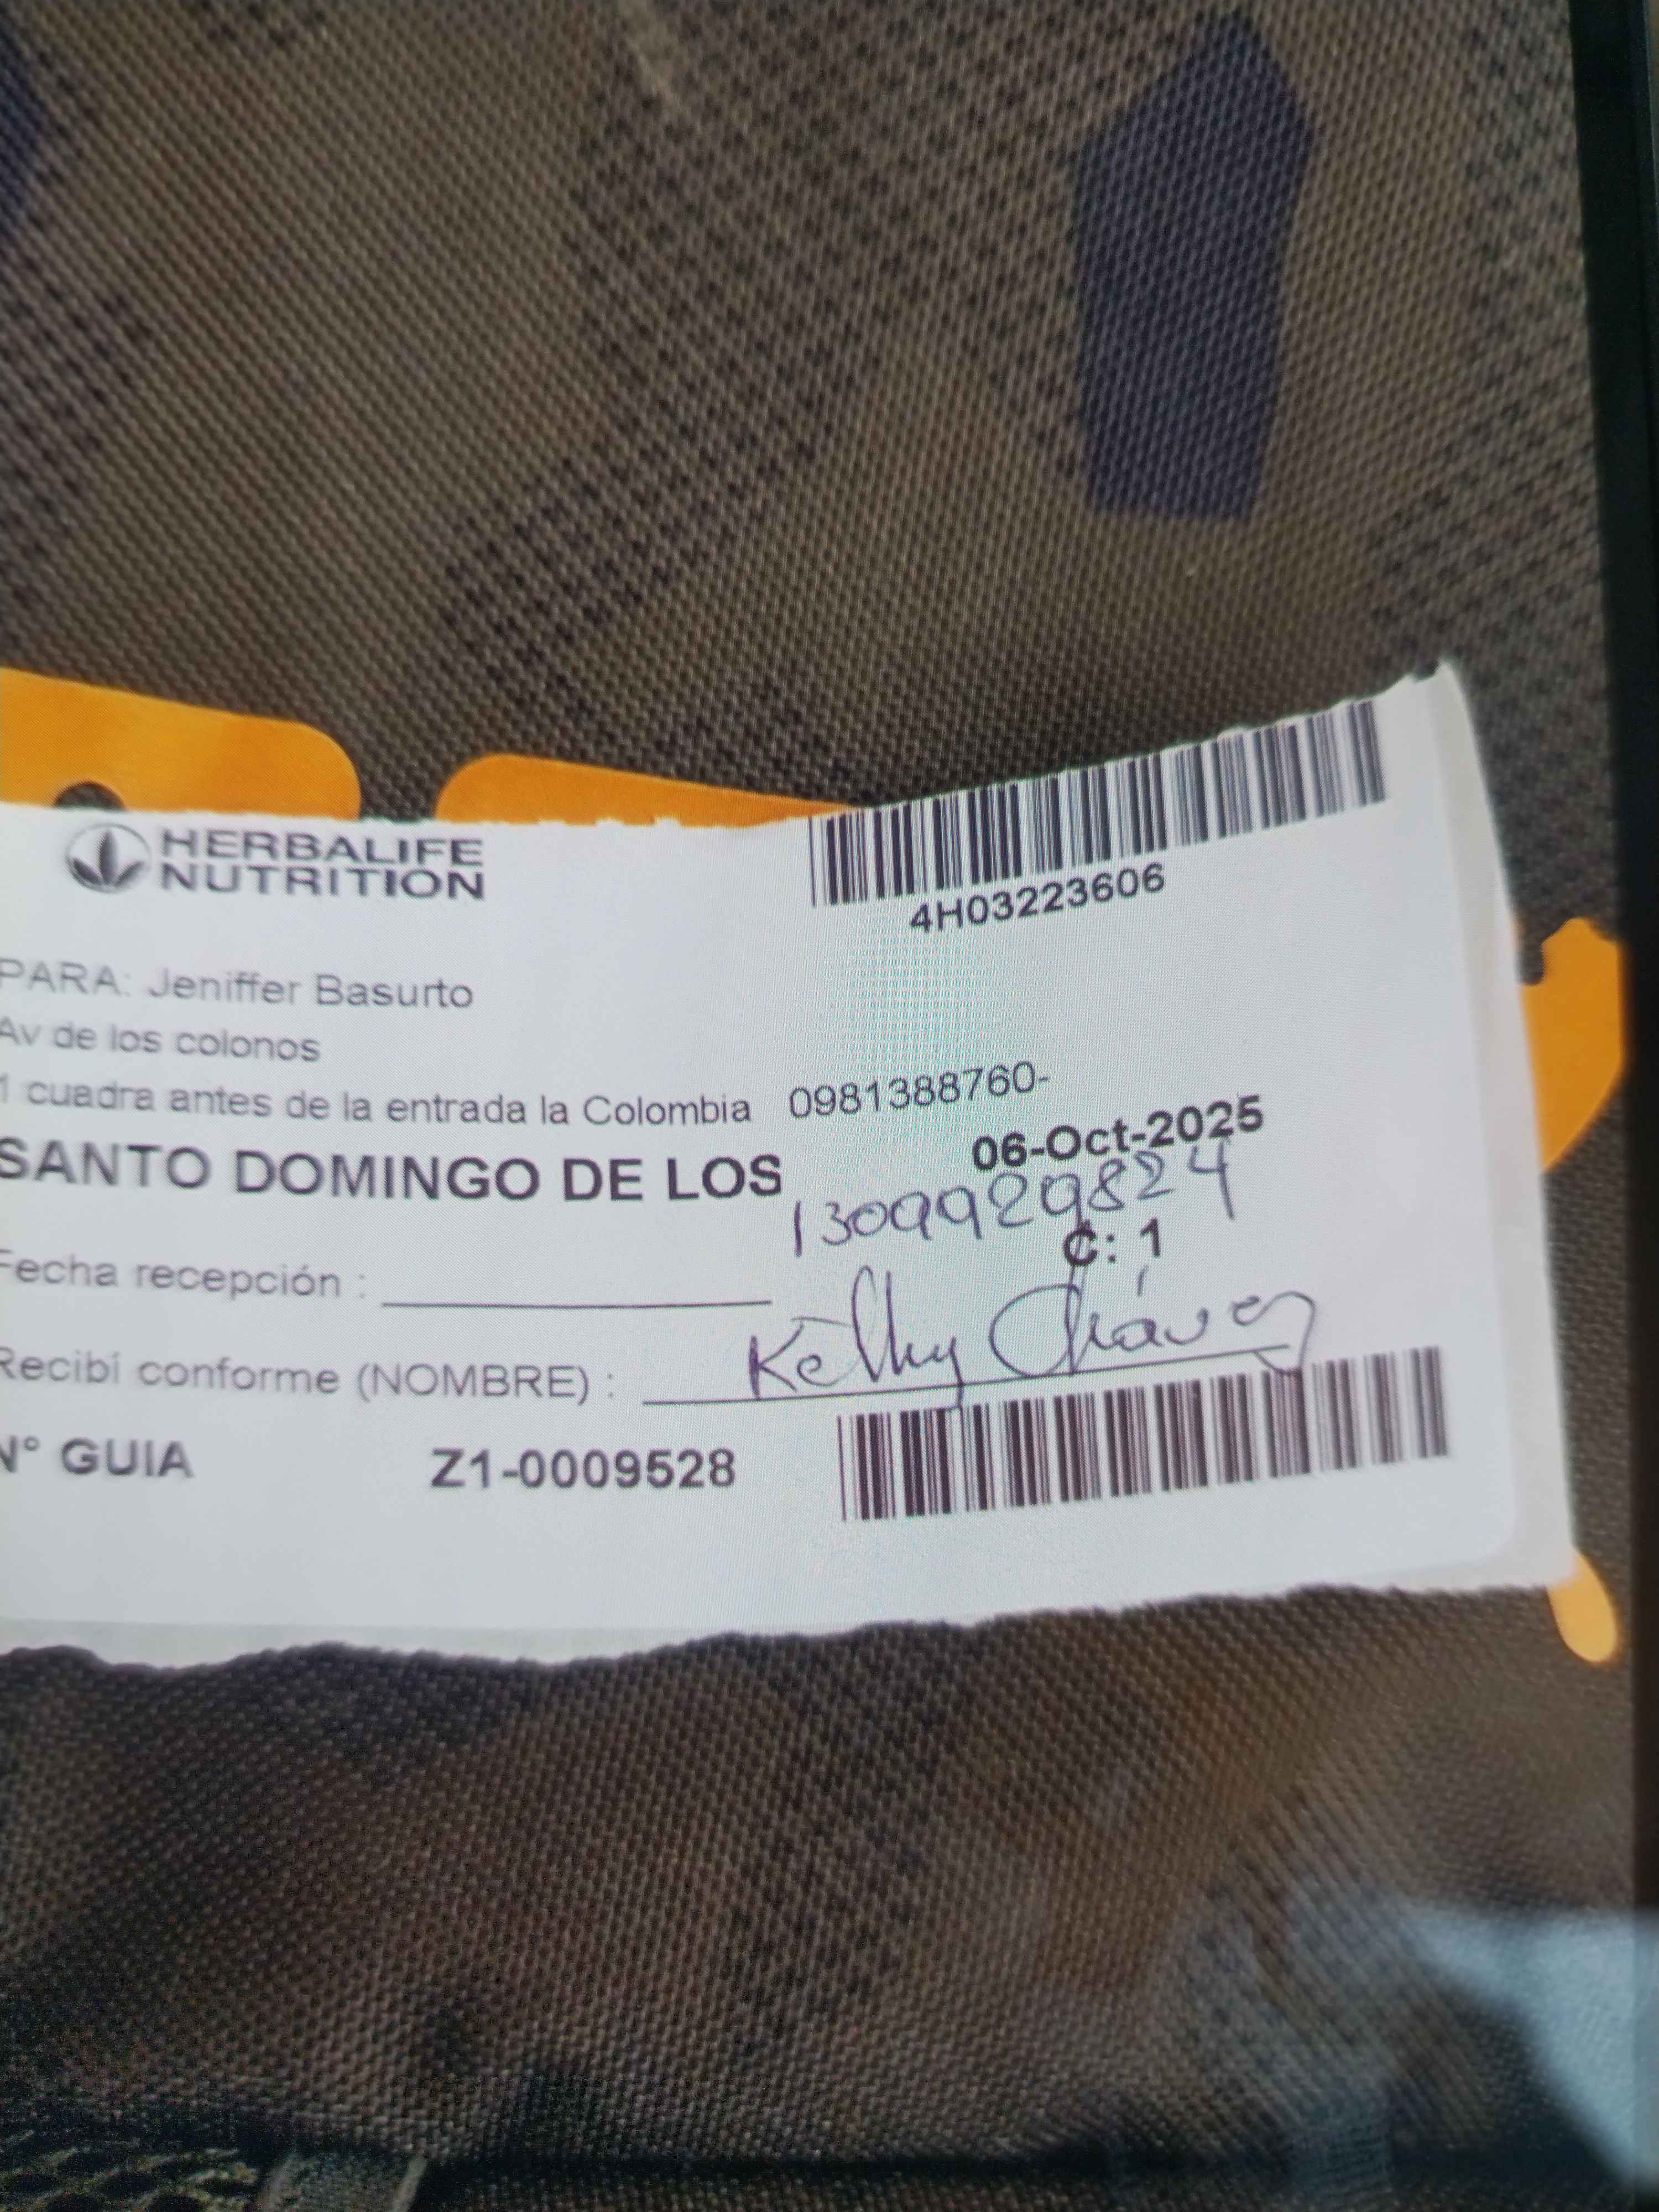 HERBALIFE
NUTRITION
4H03223606
PARA: Jeniffer Basurto
Av de los colonos
1 cuadra antes de la entrada la Colombia 0981388760-
SANTO DOMINGO DE LOS
06-Oct-2025
1309929824
C: 1
Fecha recepción :
Recibí conforme (NOMBRE) : Kelly Chávez
N° GUIA Z1-0009528